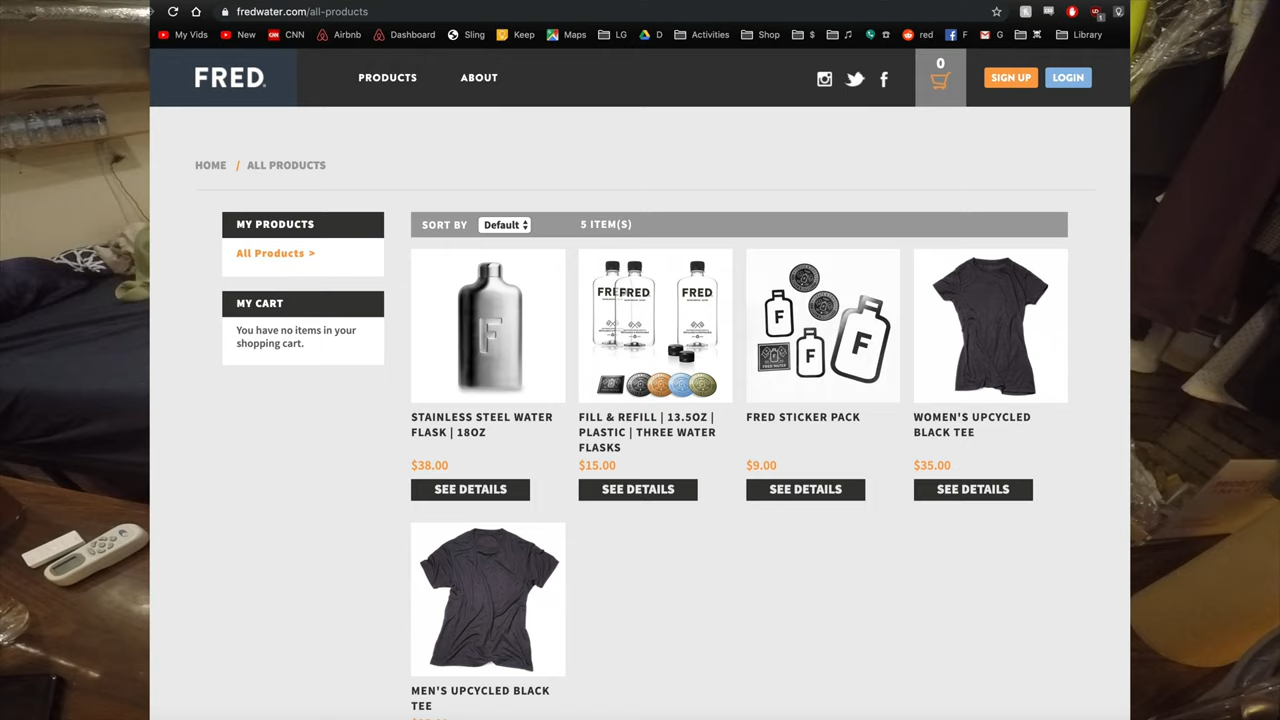 fredwater.com/all-products
1
My Vids New CNN Airbnb Dashboard Sling Keep Maps LG D Activities Shop $ red F G Library
FRED.
PRODUCTS ABOUT
0
SIGN UP LOGIN
HOME / ALL PRODUCTS
MY PRODUCTS
All Products >
MY CART
You have no items in your
shopping cart.
SORT BY Default 5 ITEM(S)
F
FRED FRED FRED
F
F
F
STAINLESS STEEL WATER
FLASK | 18OZ
$38.00
SEE DETAILS
FILL & REFILL | 13.5OZ |
PLASTIC | THREE WATER
FLASKS
$15.00
SEE DETAILS
FRED STICKER PACK
$9.00
SEE DETAILS
WOMEN'S UPCYCLED
BLACK TEE
$35.00
SEE DETAILS
MEN'S UPCYCLED BLACK
TEE